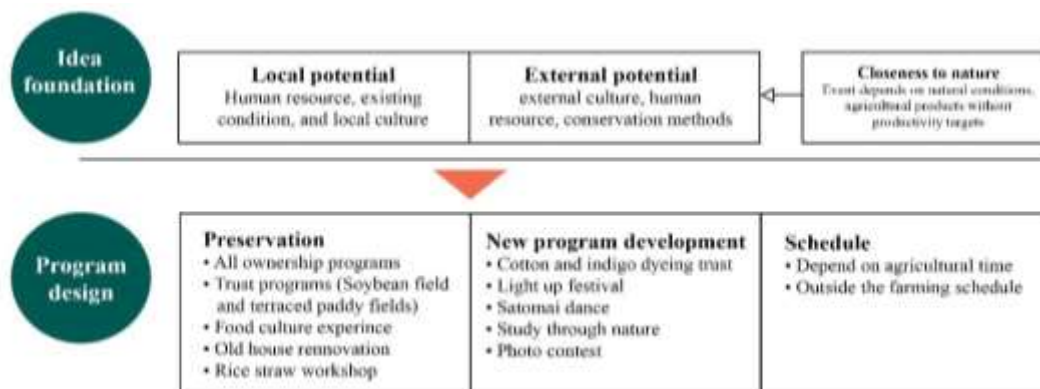 Idea
foundation
Local potential
Human resource, existing
condition, and local culture
External potential
external culture, human
resource, conservation methods
Closeness to nature
Event depends on natural conditions,
agricultural products without
productivity targets
Program
design
Preservation
• All ownership programs
• Trust programs (Soybean field
and terraced paddy fields)
• Food culture experince
• Old house rennovation
• Rice straw workshop
New program development
• Cotton and indigo dyeing trust
• Light up festival
• Satomai dance
• Study through nature
• Photo contest
Schedule
• Depend on agricultural time
• Outside the farming schedule